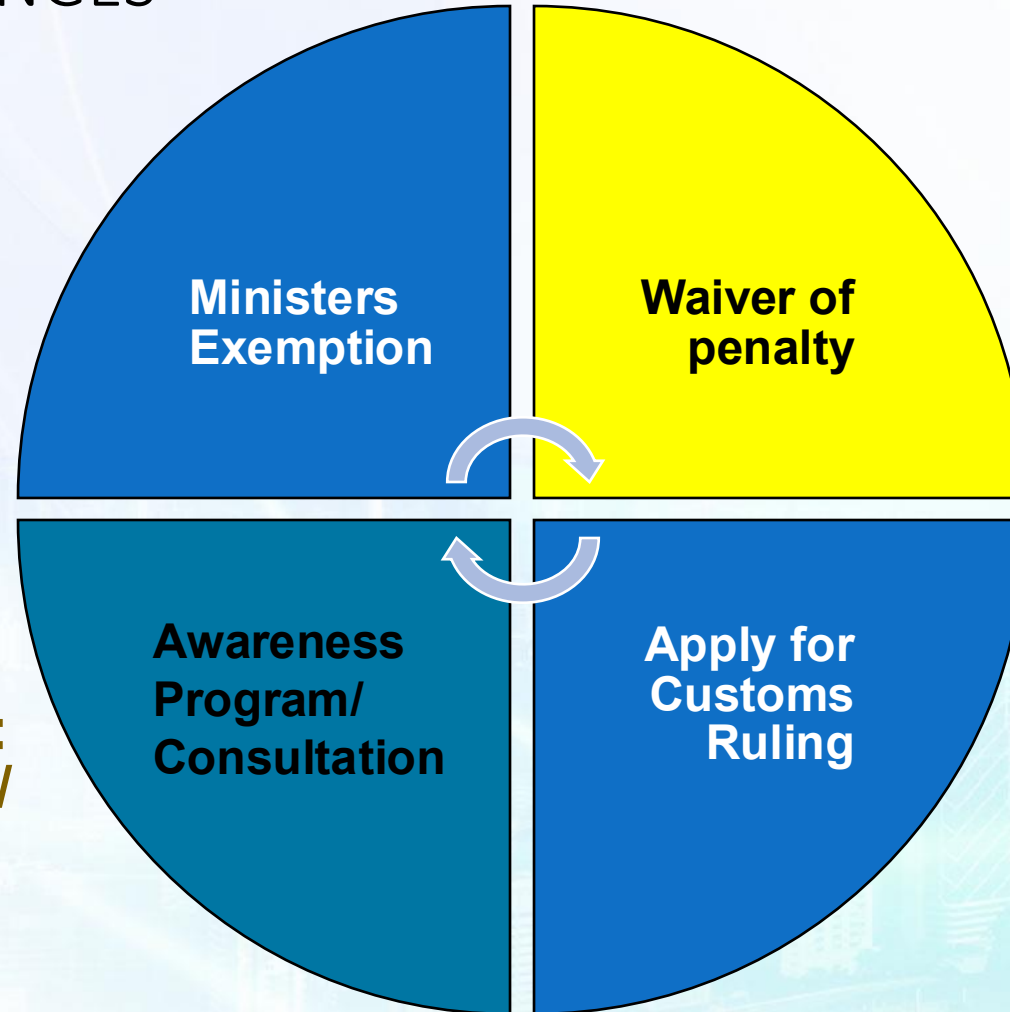 Ministers
Exemption
Waiver of
penalty
Awareness
Program/
Consultation
Apply for
Customs
Ruling